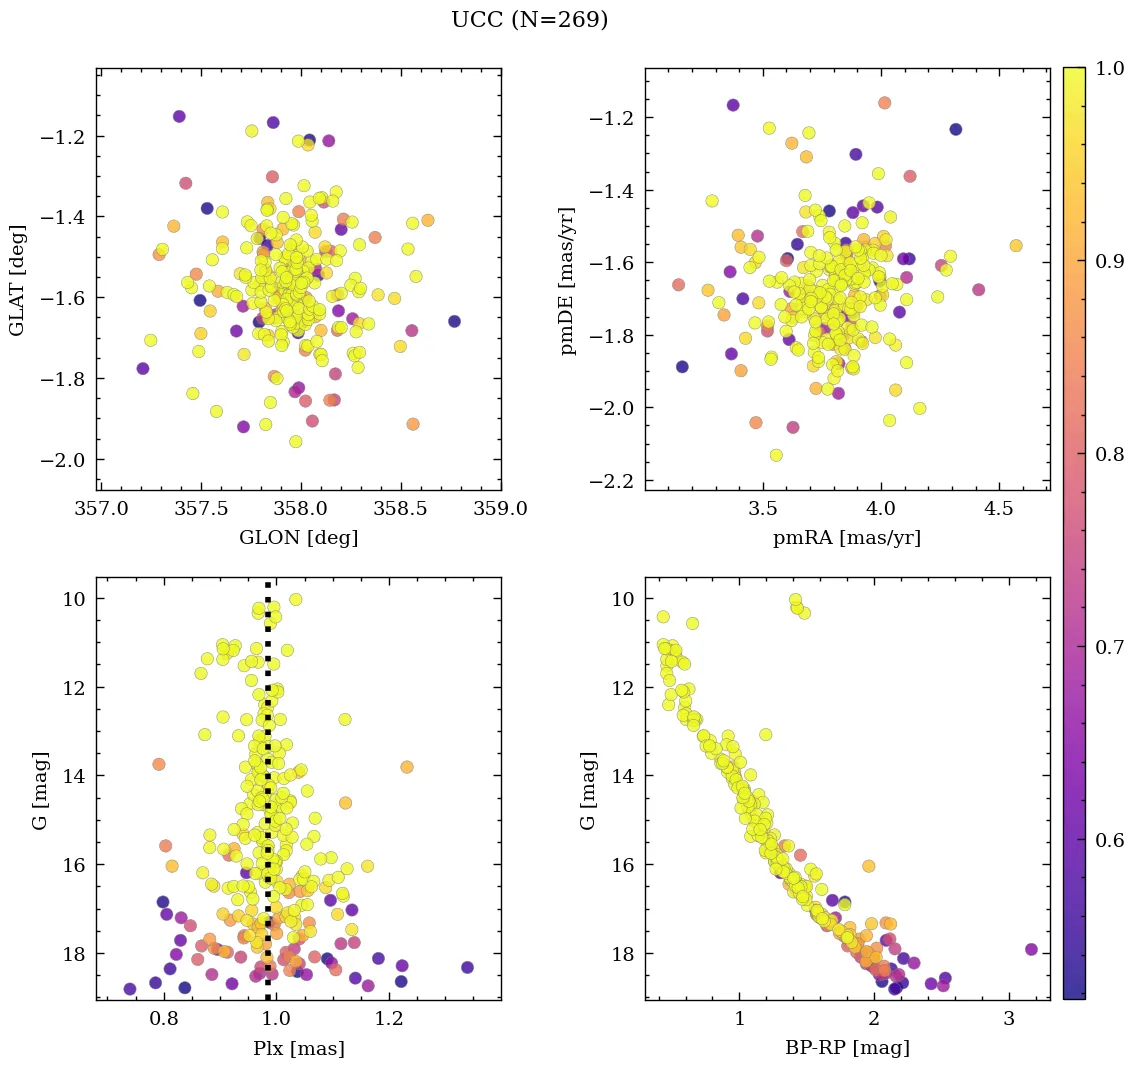 UCC (N=269)
−1.2
−1.4
−1.6
−1.8
−2.0
GLAT [deg]
357.0 357.5 358.0 358.5 359.0
GLON [deg]
−1.2
−1.4
−1.6
−1.8
−2.0
−2.2
pmDE [mas/yr]
3.5 4.0 4.5
pmRA [mas/yr]
10
12
14
16
18
G [mag]
0.8 1.0 1.2
Plx [mas]
10
12
14
16
18
G [mag]
1 2 3
BP-RP [mag]
1.0
0.9
0.8
0.7
0.6